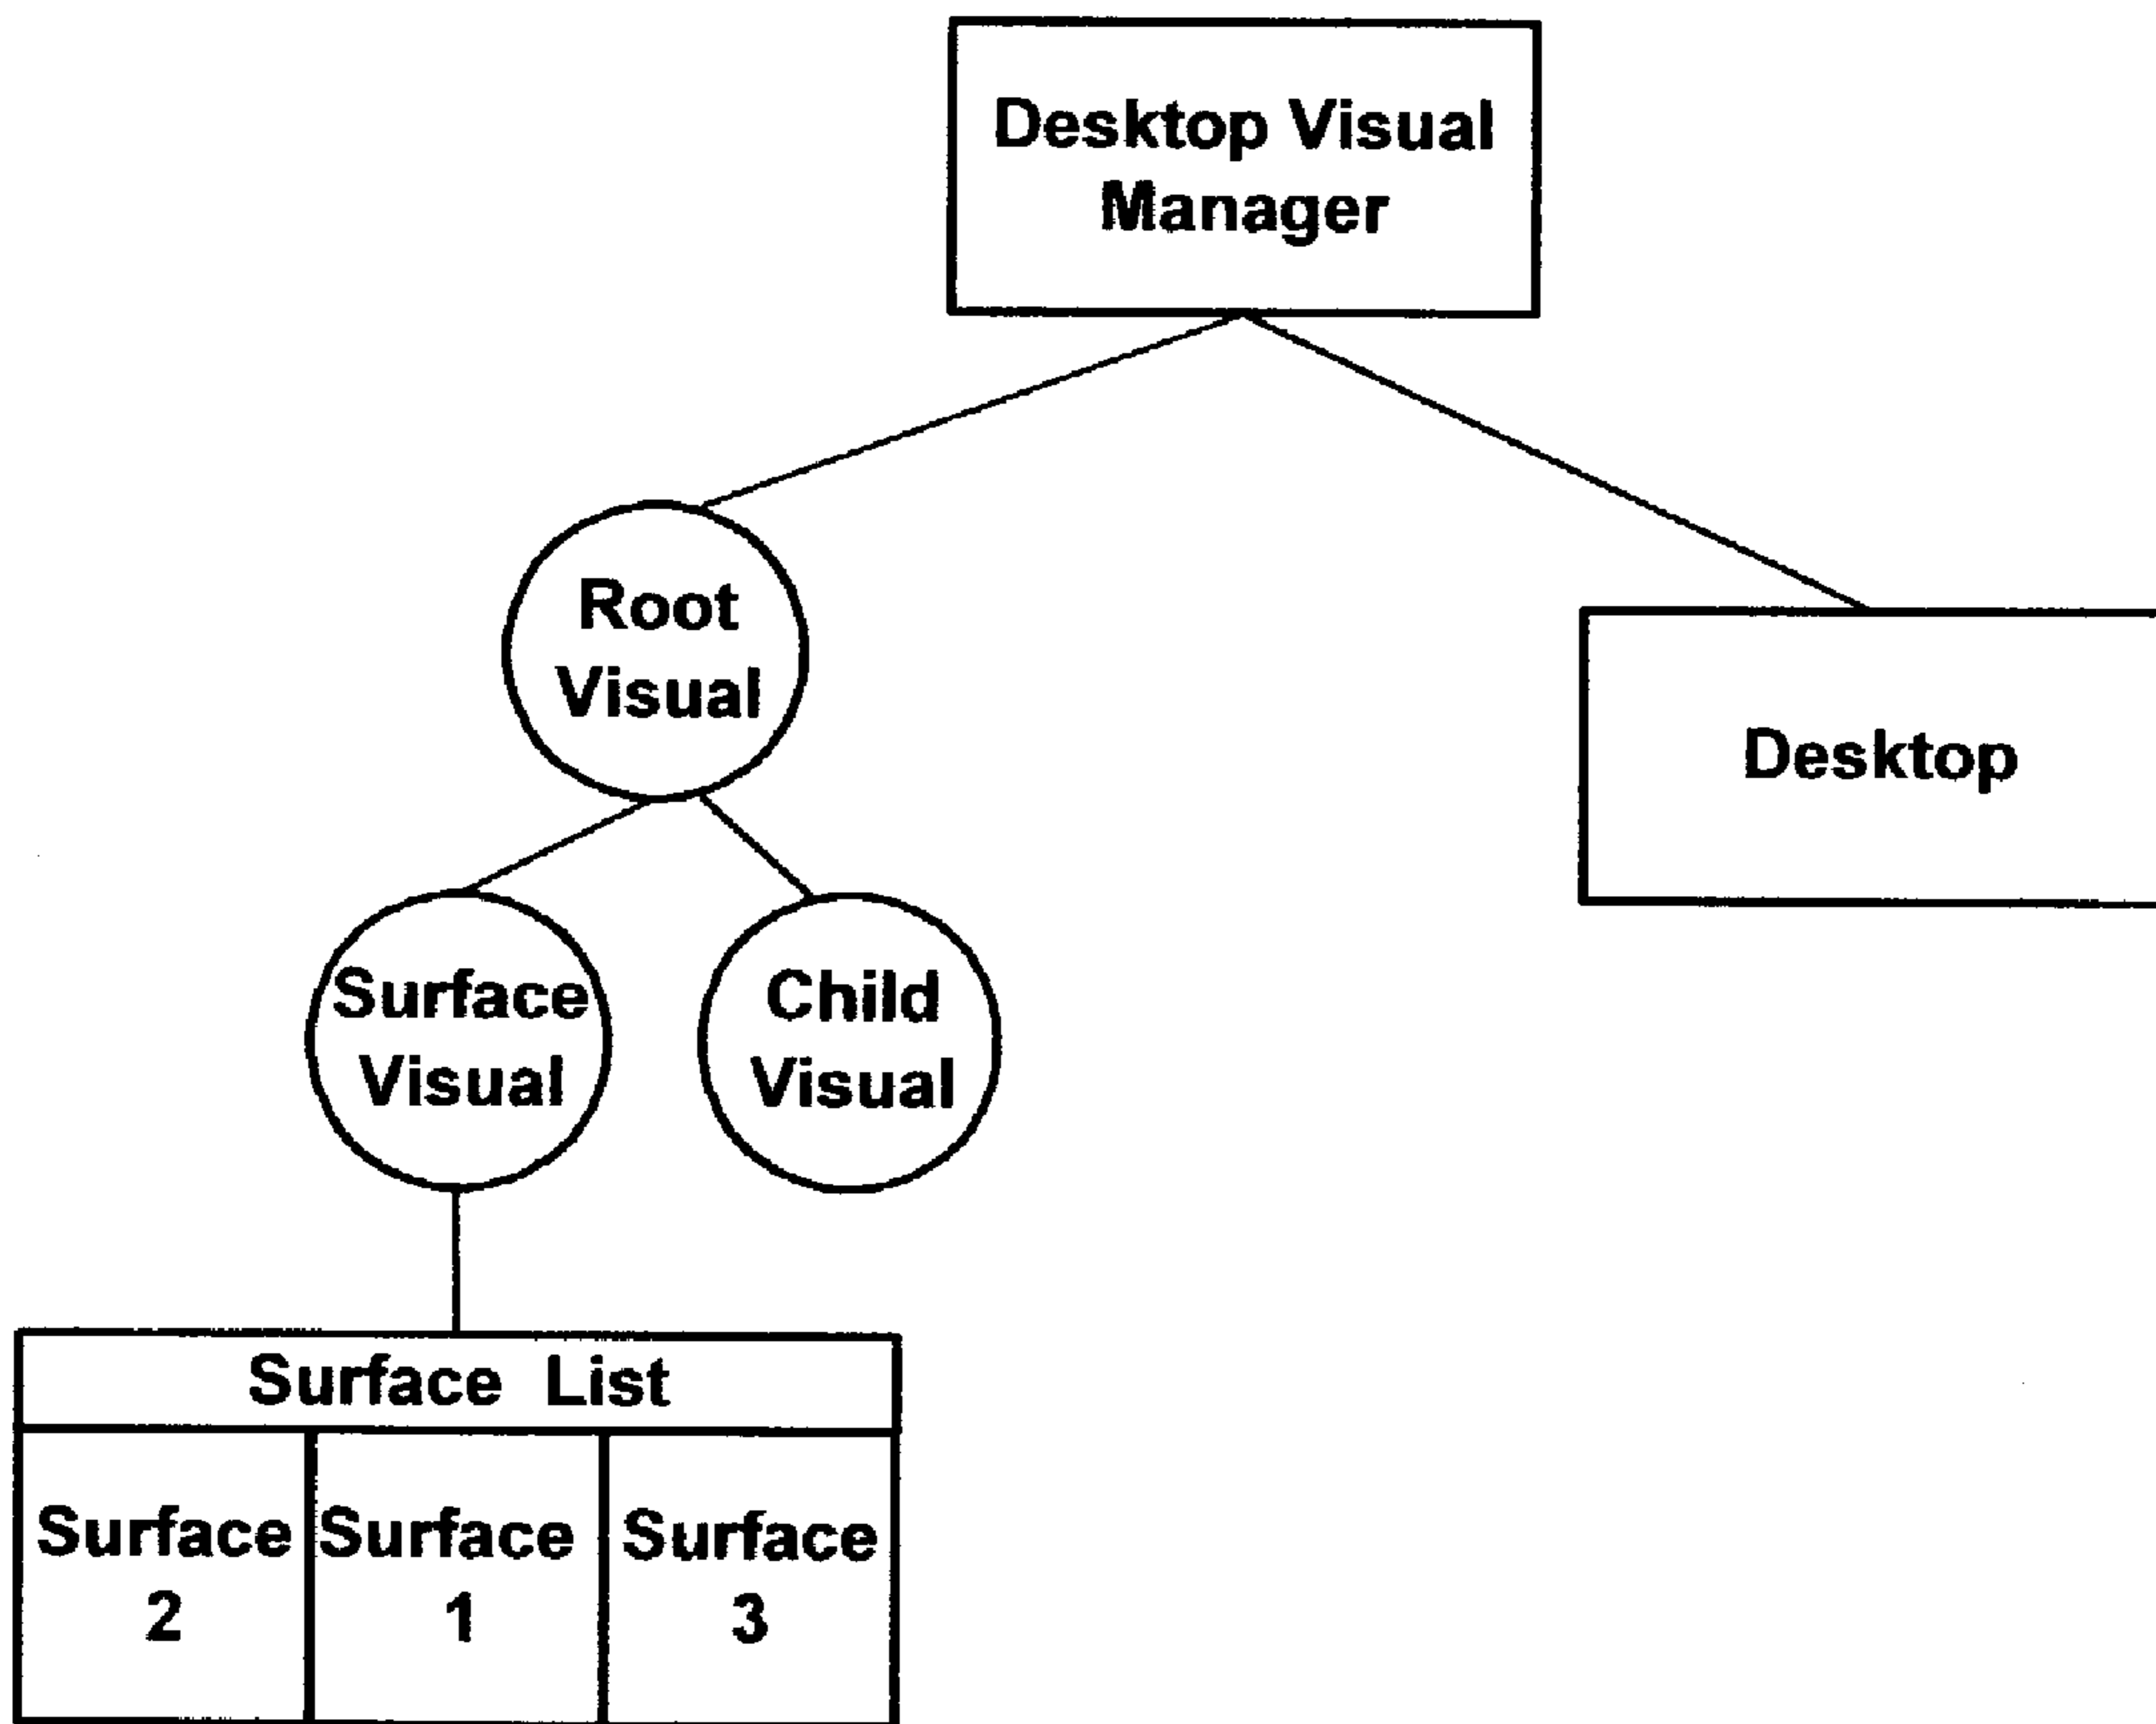 Desktop Visual
Manager
Root
Visual
Desktop
Surface
Visual
Child
Visual
Surface List
Surface
2
Surface
1
Surface
3